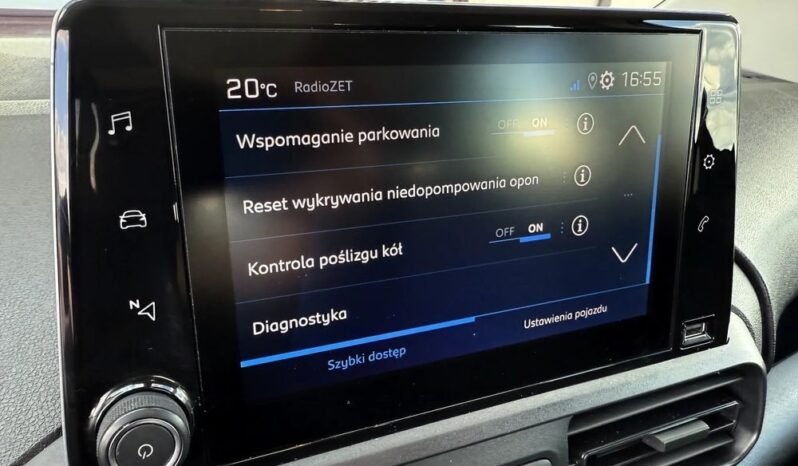 20°C RadioZET 16:55
Wspomaganie parkowania OFF ON
Reset wykrywania niedopompowania opon
Kontrola poślizgu kół OFF ON
Diagnostyka
Szybki dostęp Ustawienia pojazdu
N